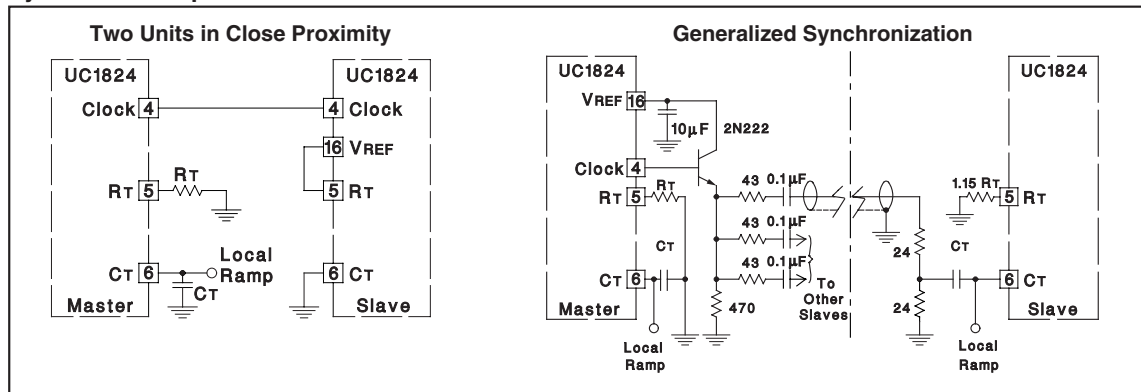 Two Units in Close Proximity
UC1824
UC1824
Clock 4
4 Clock
16 VREF
RT 5
RT
5 RT
CT 6
Local
Ramp
CT
6 CT
Master
Slave
Generalized Synchronization
UC1824
UC1824
VREF 16
10µF
2N222
Clock 4
RT 5
RT
43 0.1µF
1.15 RT
5 RT
43 0.1µF
24
CT
CT
43 0.1µF
CT 6
6 CT
To
Other
Slaves
Master
470
24
Slave
Local
Ramp
Local
Ramp